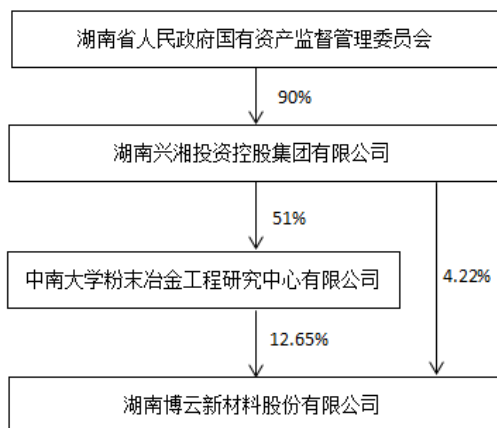 湖南省人民政府国有资产监督管理委员会
90%
湖南兴湘投资控股集团有限公司
51%
中南大学粉末冶金工程研究中心有限公司
4.22%
12.65%
湖南博云新材料股份有限公司